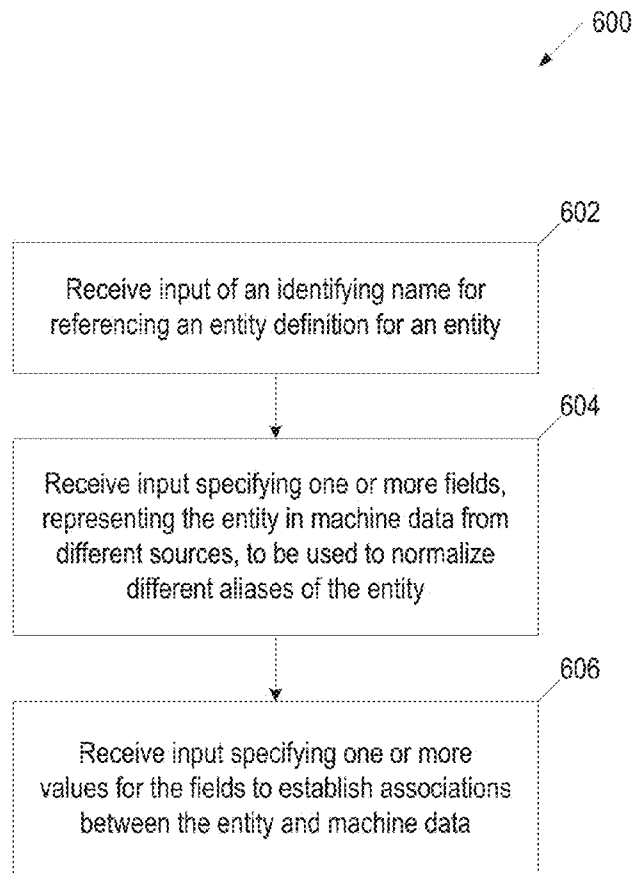 600
602
Receive input of an identifying name for
referencing an entity definition for an entity
604
Receive input specifying one or more fields,
representing the entity in machine data from
different sources, to be used to normalize
different aliases of the entity
606
Receive input specifying one or more
values for the fields to establish associations
between the entity and machine data